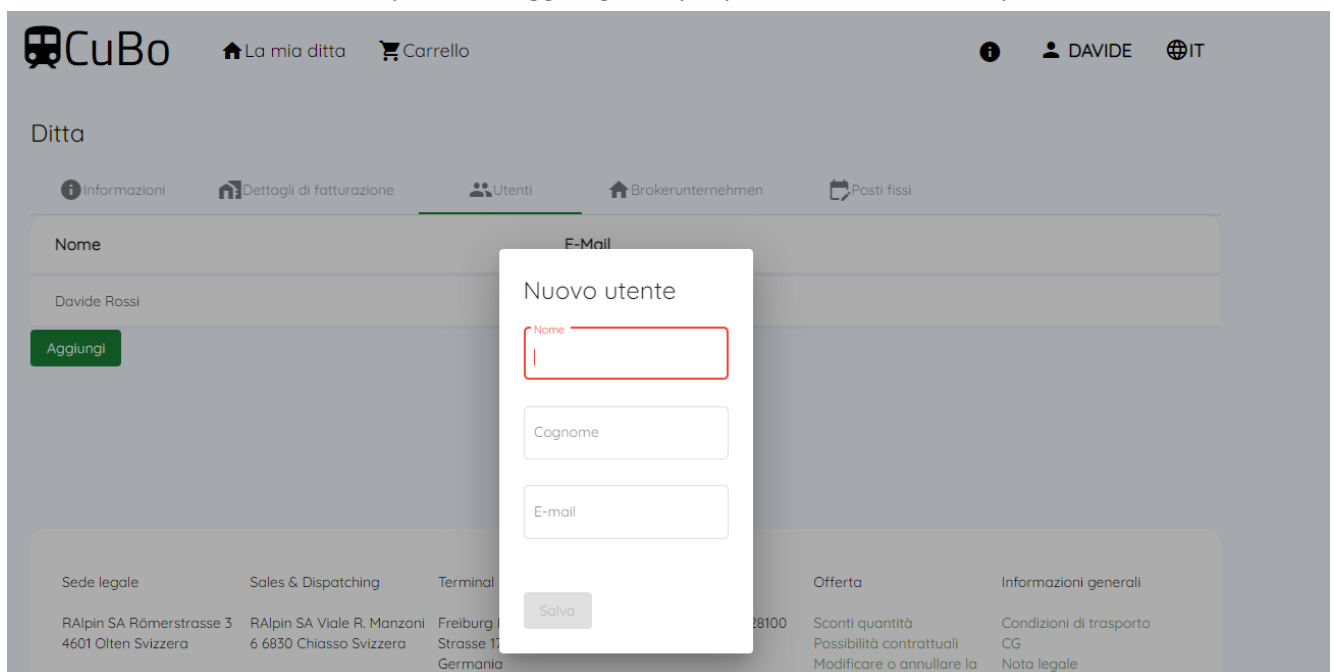 CuBo
La mia ditta
Carrello
DAVIDE
IT
Ditta
Informazioni
Dettagli di fatturazione
Utenti
Brokerunternehmen
Posti fissi
Nome
E-Mail
Davide Rossi
Aggiungi
Nuovo utente
Nome
Cognome
E-mail
Salva
Sede legale
RAlpin SA Römerstrasse 3
4601 Olten Svizzera
Sales & Dispatching
RAlpin SA Viale R. Manzoni
6 6830 Chiasso Svizzera
Terminal
Freiburg
Strasse 17
Germania
28100
Offerta
Sconti quantità
Possibilità contrattuali
Modificare o annullare la
Informazioni generali
Condizioni di trasporto
CG
Nota legale